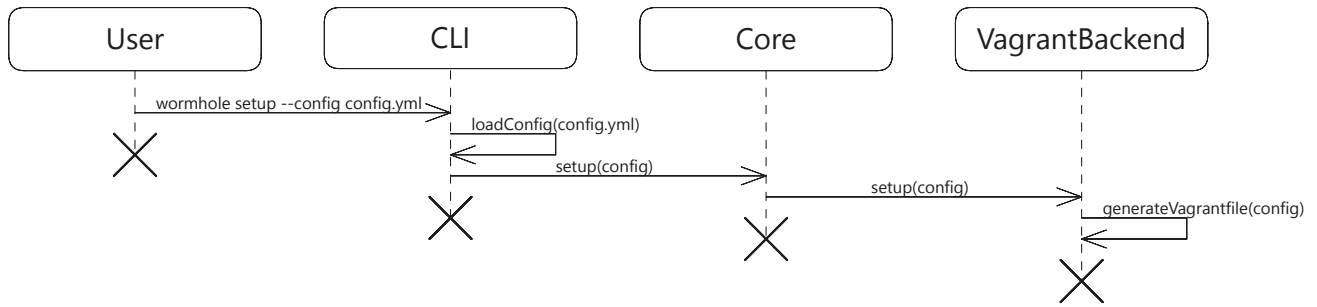 User
CLI
Core
VagrantBackend
wormhole setup --config config.yml
loadConfig(config.yml)
setup(config)
setup(config)
generateVagrantfile(config)